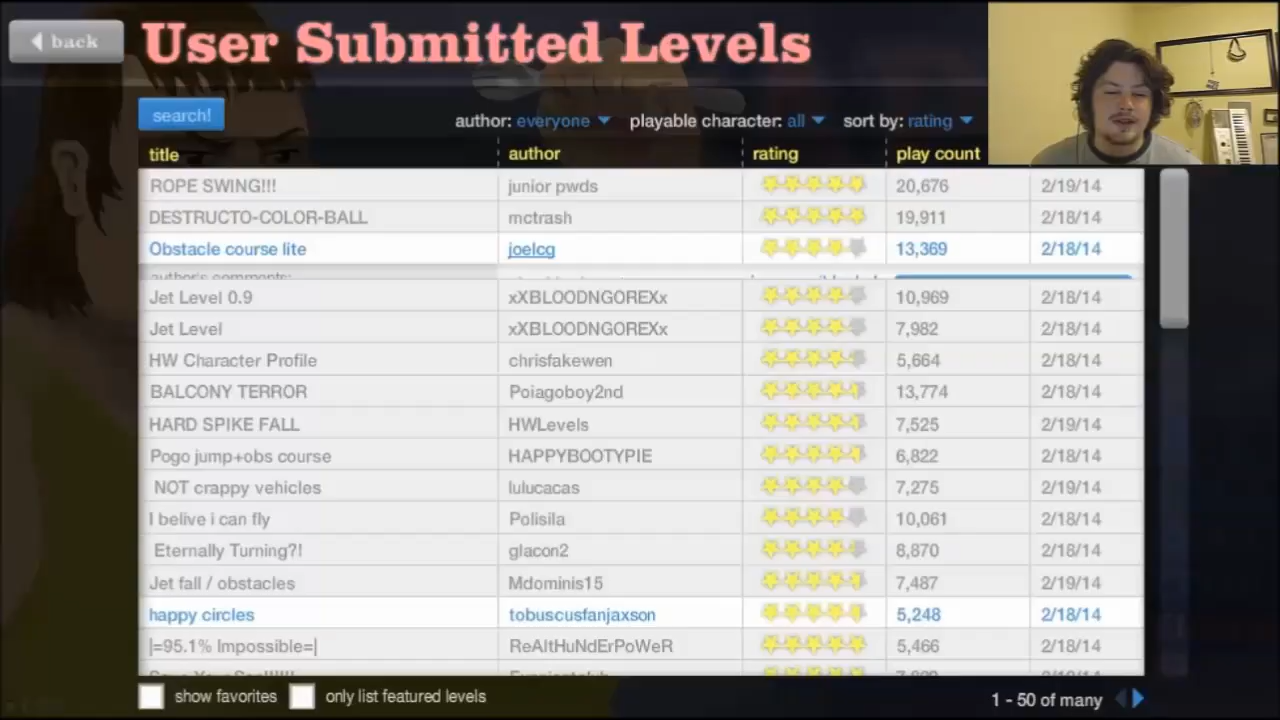 back
User Submitted Levels
search!
author: everyone playable character: all sort by: rating
title author rating play count
ROPE SWING!!! junior pwds 20,676 2/19/14
DESTRUCTO-COLOR-BALL mctrash 19,911 2/18/14
Obstacle course lite joelcg 13,369 2/18/14
author's comments:
Jet Level 0.9 xXBLOODNGOREXx 10,969 2/18/14
Jet Level xXBLOODNGOREXx 7,982 2/18/14
HW Character Profile chrisfakewen 5,664 2/18/14
BALCONY TERROR Poiagoboy2nd 13,774 2/18/14
HARD SPIKE FALL HWLevels 7,525 2/19/14
Pogo jump+obs course HAPPYBOOTYPIE 6,822 2/18/14
NOT crappy vehicles lulucacas 7,275 2/19/14
I belive i can fly Polisila 10,061 2/18/14
Eternally Turning?! glacon2 8,870 2/18/14
Jet fall / obstacles Mdominis15 7,487 2/19/14
happy circles tobuscusfanjaxson 5,248 2/18/14
|=95.1% Impossible=| ReAltHuNdErPoWeR 5,466 2/18/14
show favorites only list featured levels 1 - 50 of many